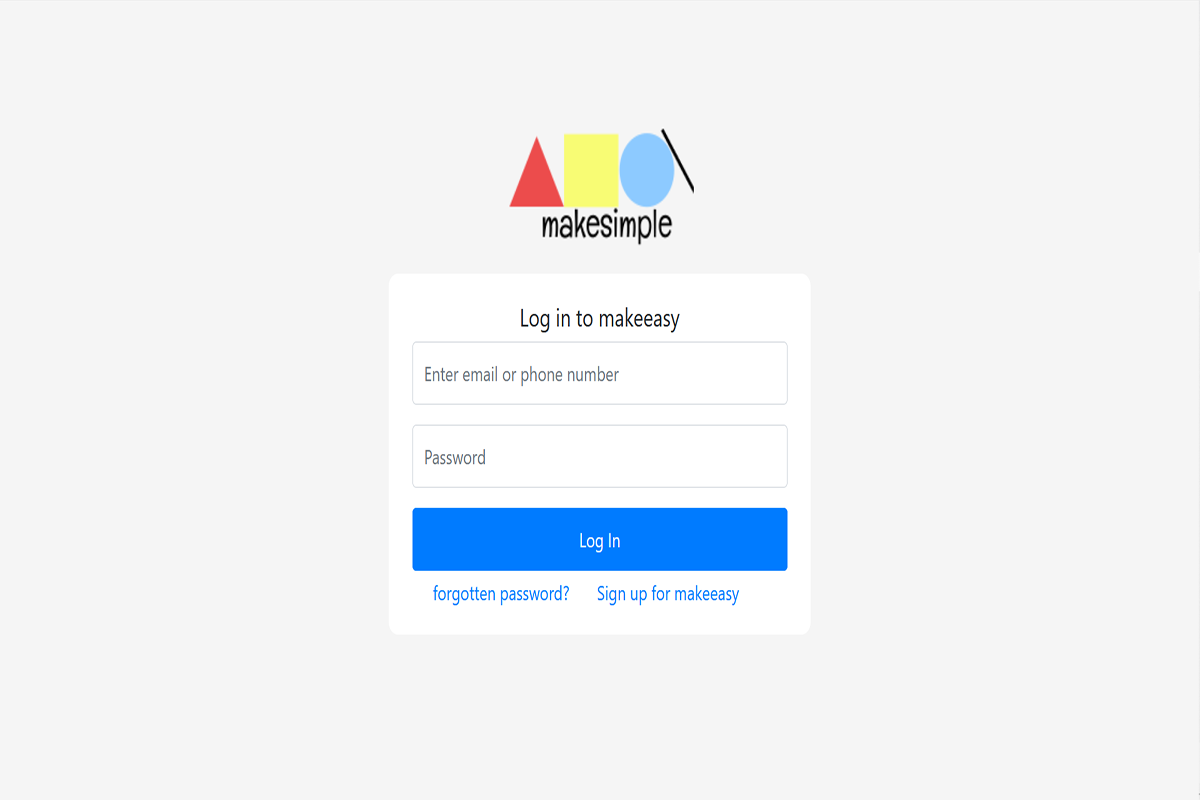 makesimple
Log in to makeeasy
Enter email or phone number
Password
Log In
forgotten password? Sign up for makeeasy